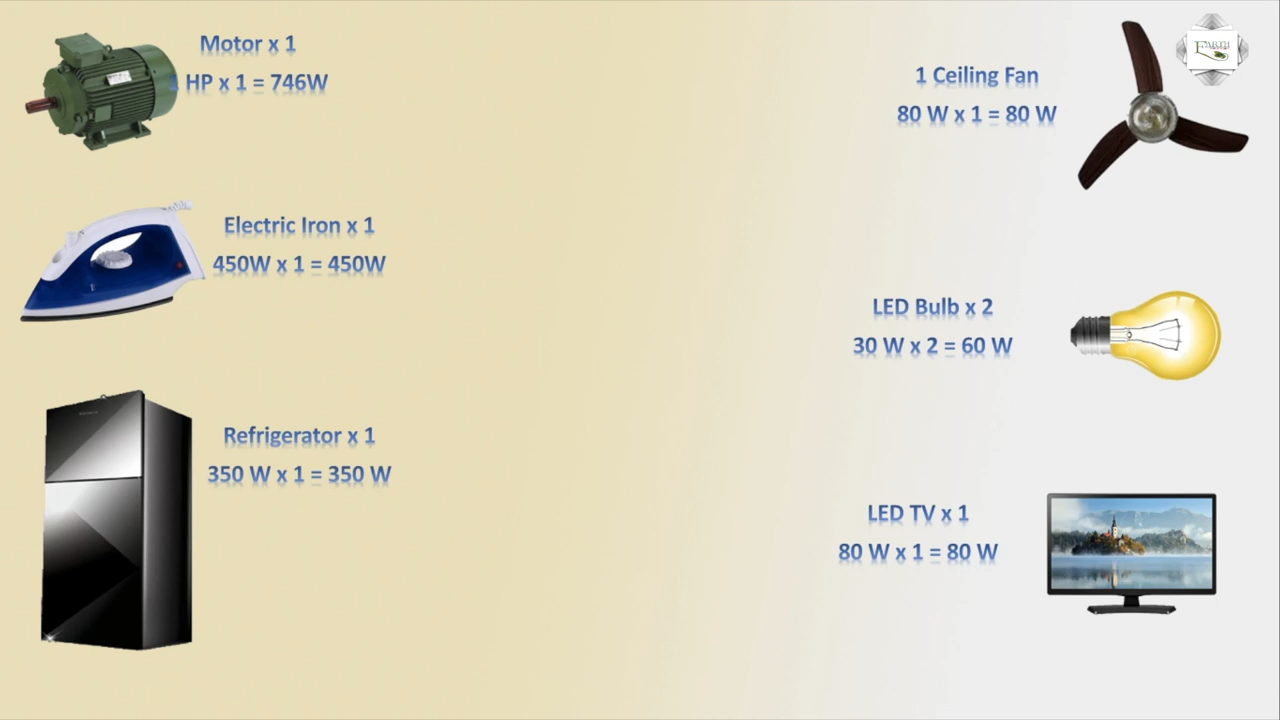 Motor x 1
1 HP x 1 = 746W
Electric Iron x 1
450W x 1 = 450W
Refrigerator x 1
350 W x 1 = 350 W
1 Ceiling Fan
80 W x 1 = 80 W
LED Bulb x 2
30 W x 2 = 60 W
LED TV x 1
80 W x 1 = 80 W
EARTH